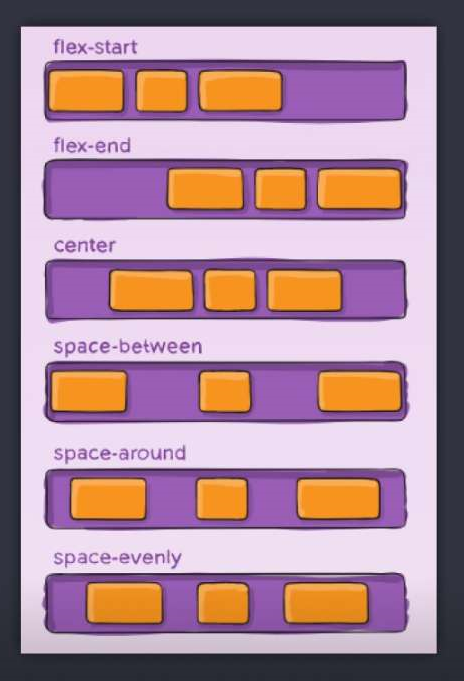 flex-start
flex-end
center
space-between
space-around
space-evenly